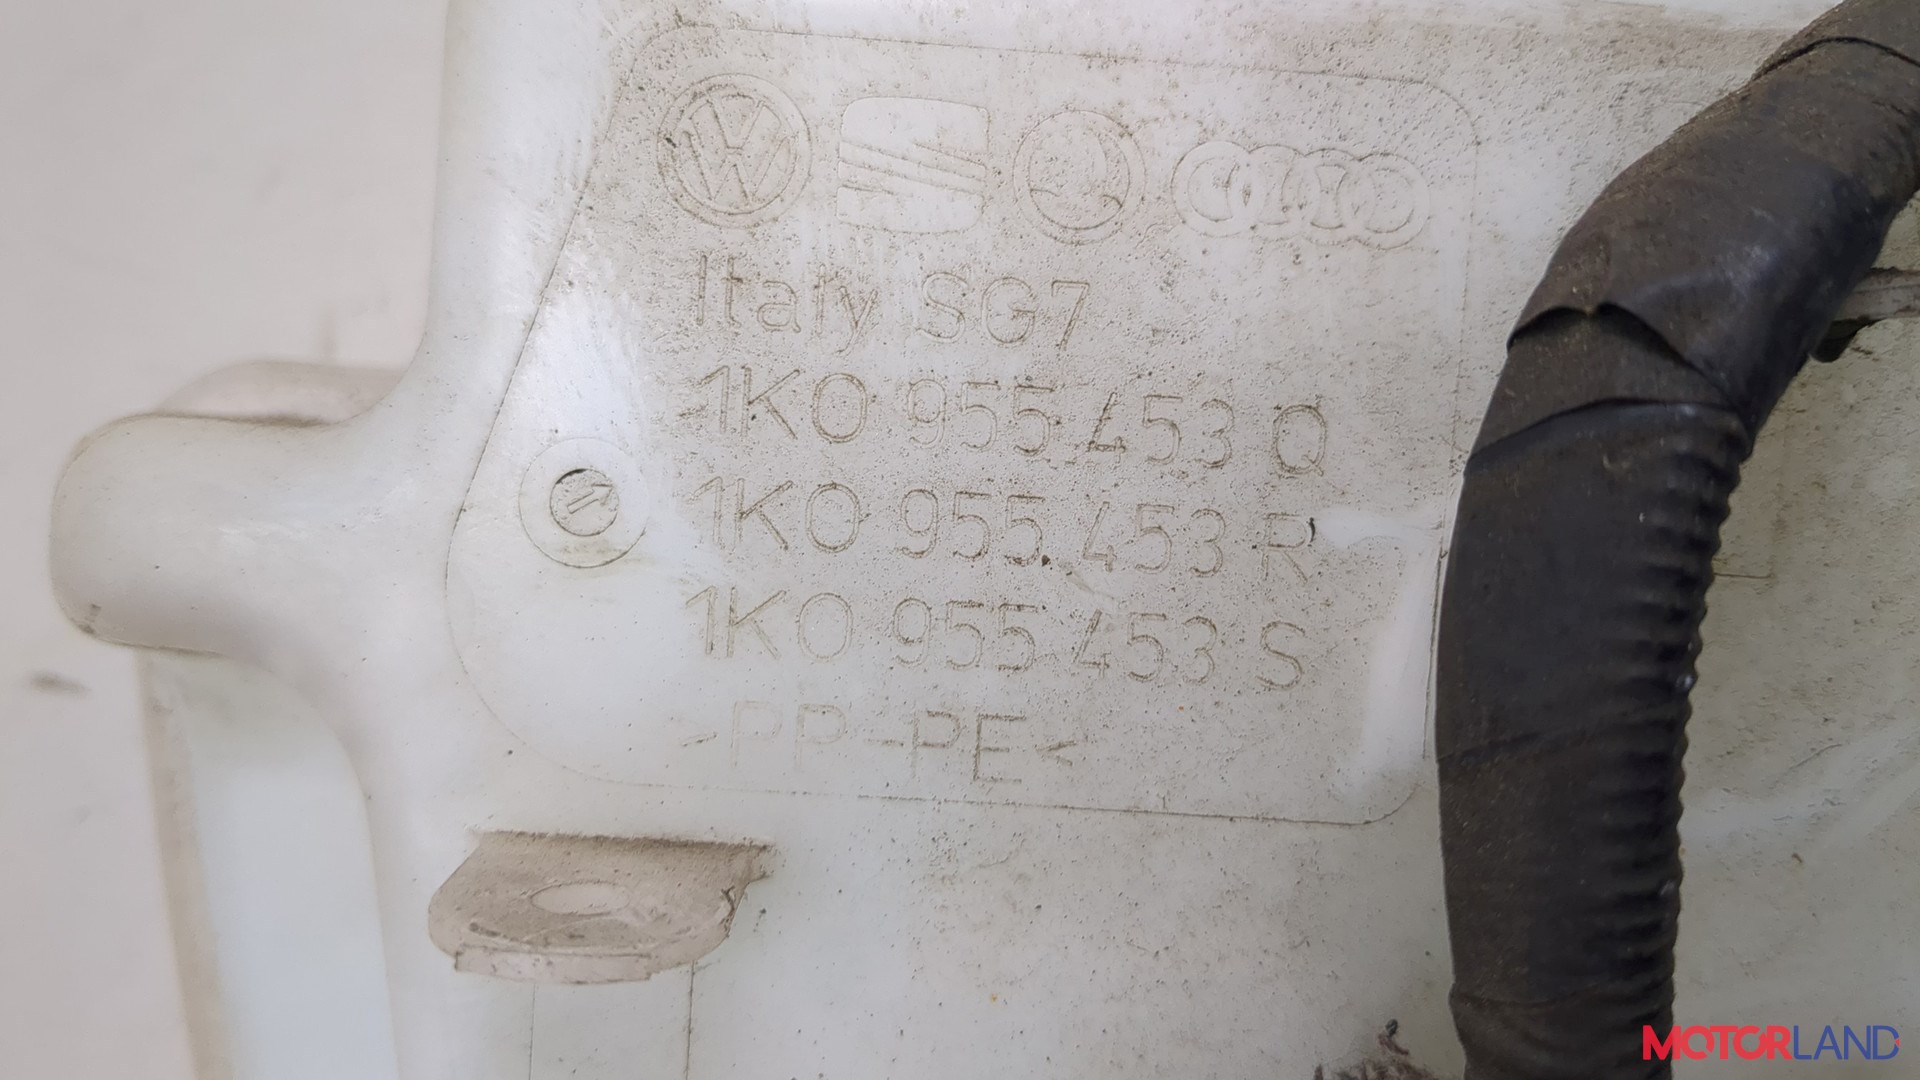 Italy SG7
1K0 955 453 Q
1K0 955 453 R
1K0 955 453 S
>PP-PE<
MOTORLAND